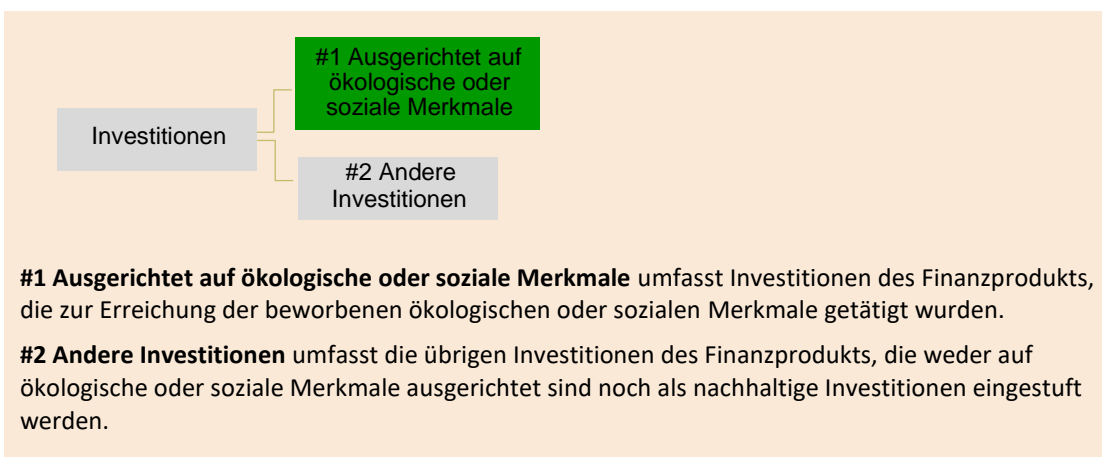 #1 Ausgerichtet auf
ökologische oder
soziale Merkmale
Investitionen
#2 Andere
Investitionen
#1 Ausgerichtet auf ökologische oder soziale Merkmale umfasst Investitionen des Finanzprodukts,
die zur Erreichung der beworbenen ökologischen oder sozialen Merkmale getätigt wurden.
#2 Andere Investitionen umfasst die übrigen Investitionen des Finanzprodukts, die weder auf
ökologische oder soziale Merkmale ausgerichtet sind noch als nachhaltige Investitionen eingestuft
werden.